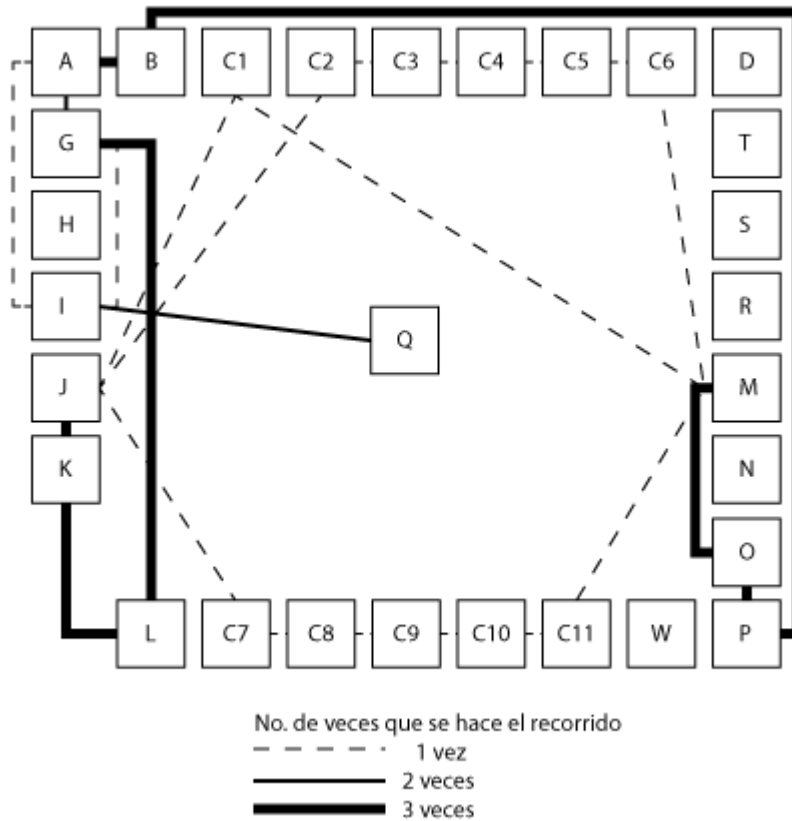 A B C1 C2 C3 C4 C5 C6 D
G T
H S
I R
Q
J M
K N
O
L C7 C8 C9 C10 C11 W P
No. de veces que se hace el recorrido
1 vez
2 veces
3 veces